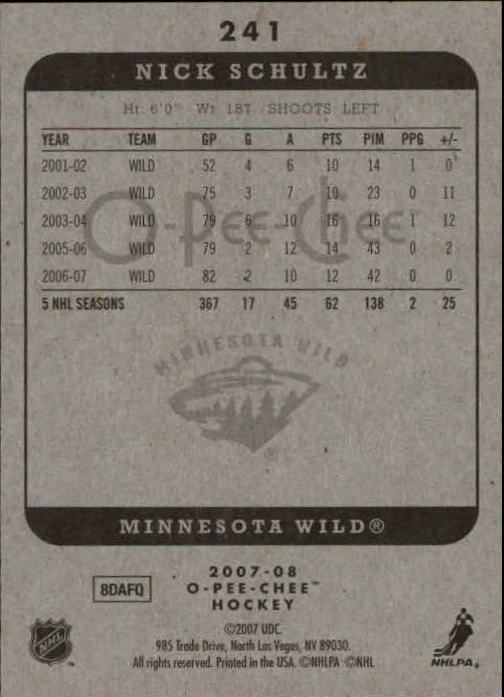 241
NICK SCHULTZ
Ht: 6'0" Wt: 187 SHOOTS LEFT
YEAR TEAM GP G A PTS PIM PPG +/-
2001-02 WILD 52 4 6 10 14 1 0
2002-03 WILD 75 3 7 10 23 0 11
2003-04 WILD 79 6 10 16 16 1 12
2005-06 WILD 79 2 12 14 43 0 2
2006-07 WILD 82 2 10 12 42 0 0
5 NHL SEASONS 367 17 45 62 138 2 25
O-Pee-Chee
MINNESOTA WILD
®
MINNESOTA WILD®
2007-08
8DAFQ O-PEE-CHEE™
HOCKEY
©2007 UDC.
985 Trade Drive, North Las Vegas, NV 89030.
All rights reserved. Printed in the USA. ©NHLPA ©NHL
NHL
NHLPA®